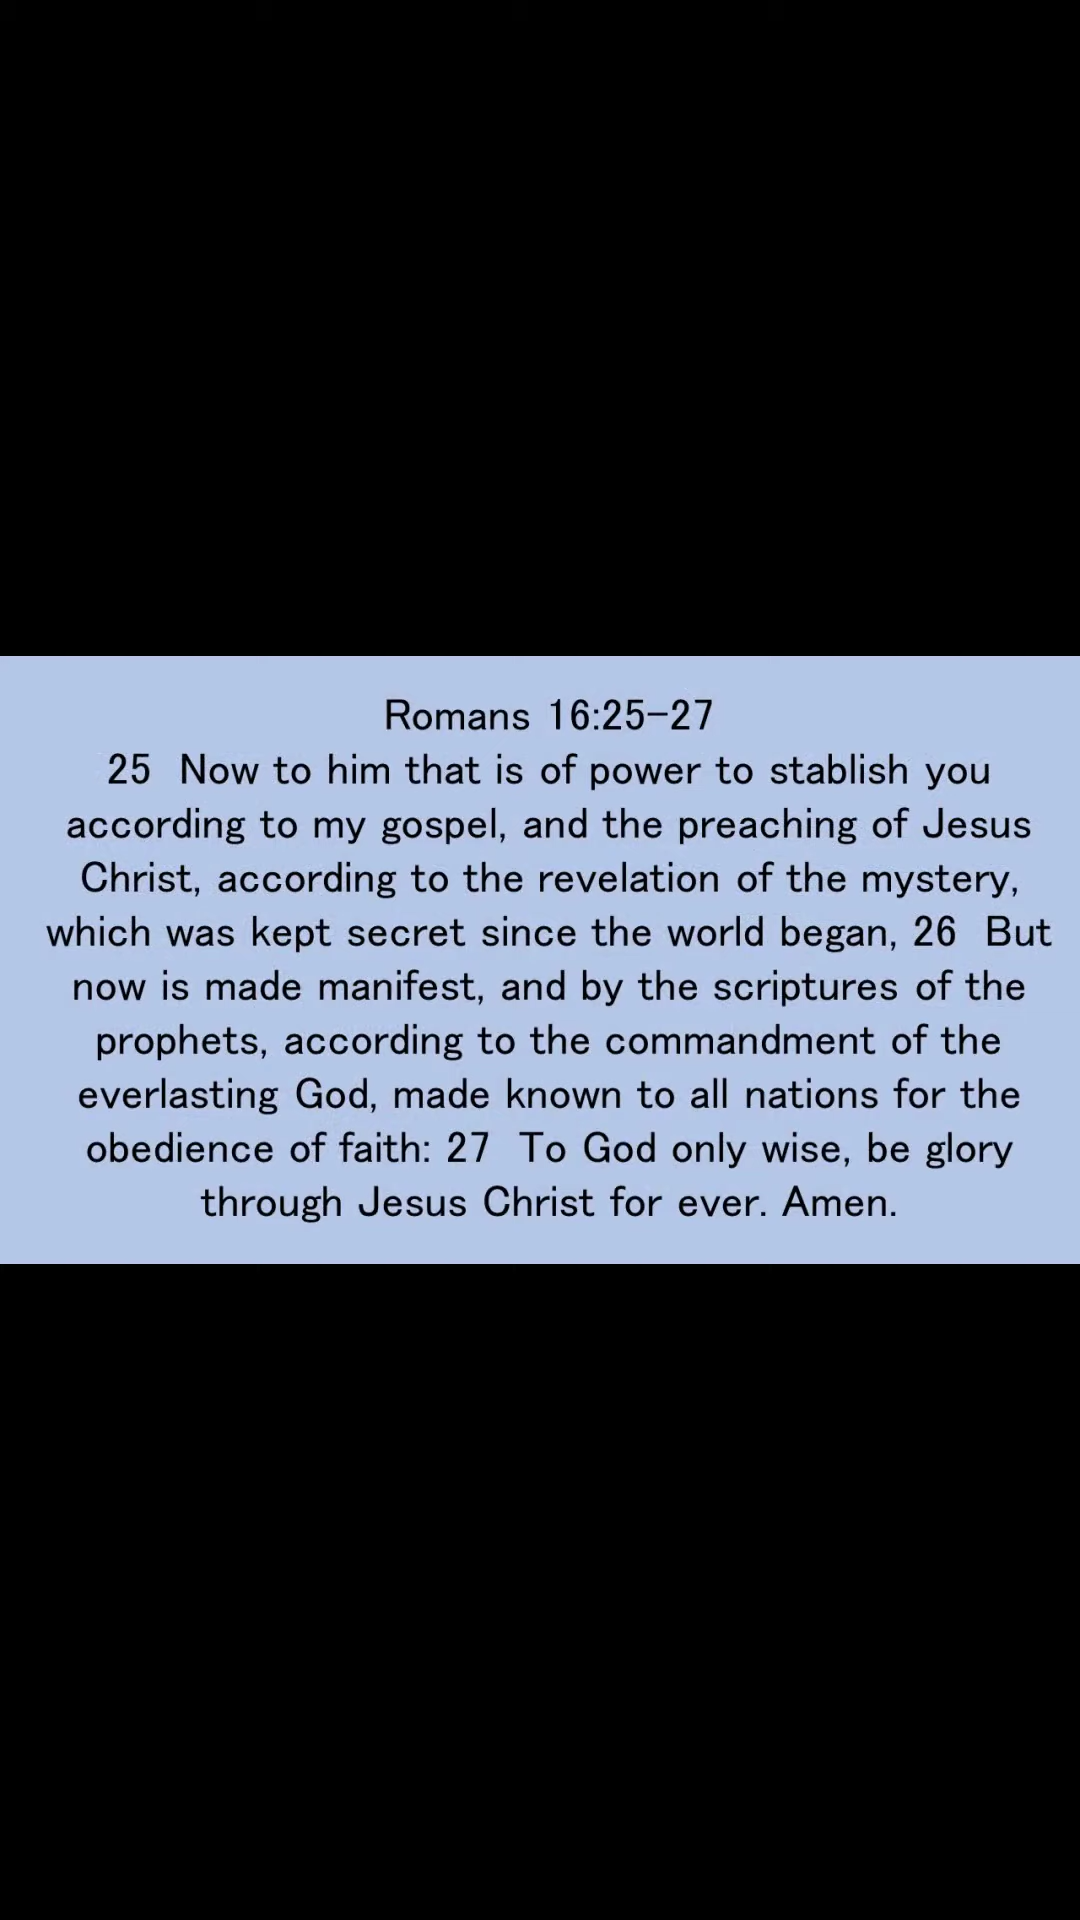 Romans 16:25-27
25 Now to him that is of power to stablish you
according to my gospel, and the preaching of Jesus
Christ, according to the revelation of the mystery,
which was kept secret since the world began, 26 But
now is made manifest, and by the scriptures of the
prophets, according to the commandment of the
everlasting God, made known to all nations for the
obedience of faith: 27 To God only wise, be glory
through Jesus Christ for ever. Amen.